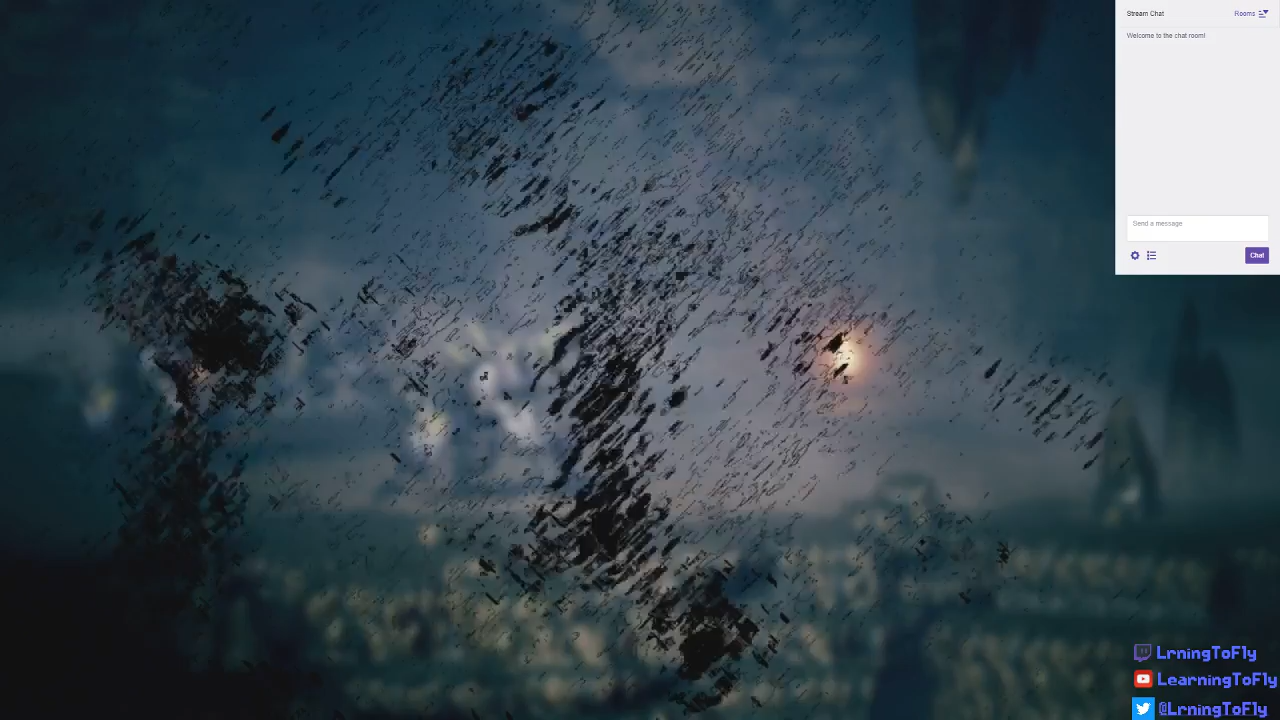 Stream Chat
Rooms
Welcome to the chat room!
Send a message
Chat
LrningToFly
LearningToFly
@LrningToFly